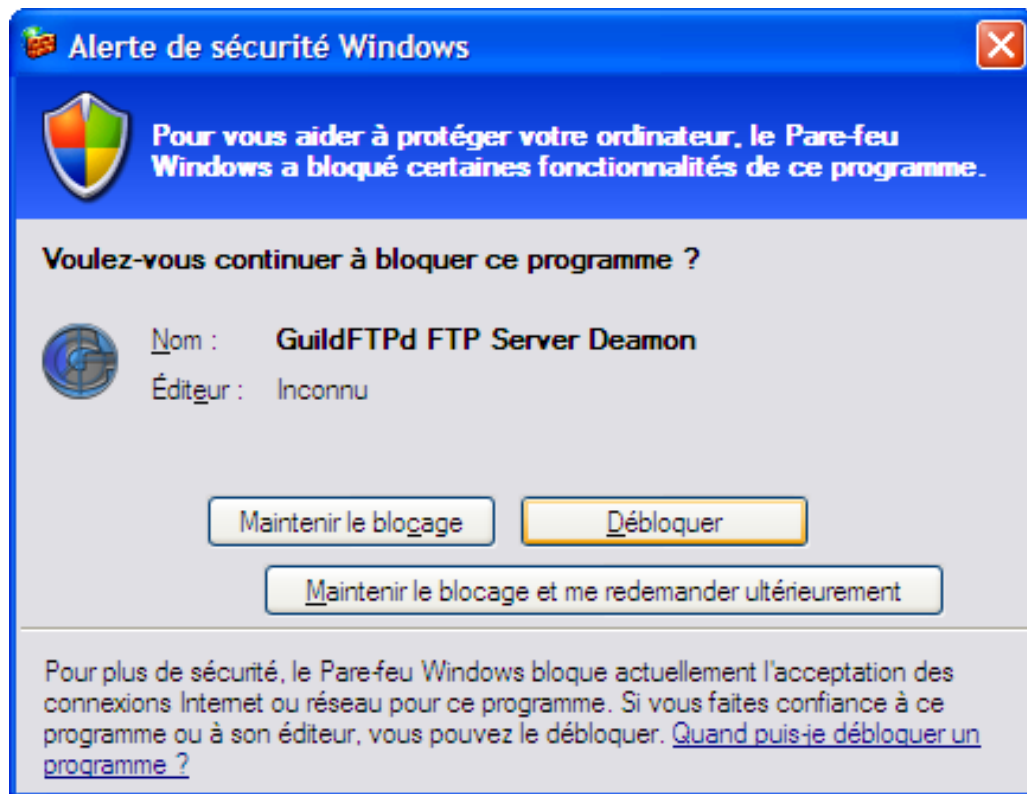 Alerte de sécurité Windows
Pour vous aider à protéger votre ordinateur, le Pare-feu
Windows a bloqué certaines fonctionnalités de ce programme.
Voulez-vous continuer à bloquer ce programme ?
Nom : GuildFTPd FTP Server Deamon
Éditeur : Inconnu
Maintenir le blocage Débloquer
Maintenir le blocage et me redemander ultérieurement
Pour plus de sécurité, le Pare-feu Windows bloque actuellement l'acceptation des
connexions Internet ou réseau pour ce programme. Si vous faites confiance à ce
programme ou à son éditeur, vous pouvez le débloquer. Quand puis-je débloquer un
programme ?